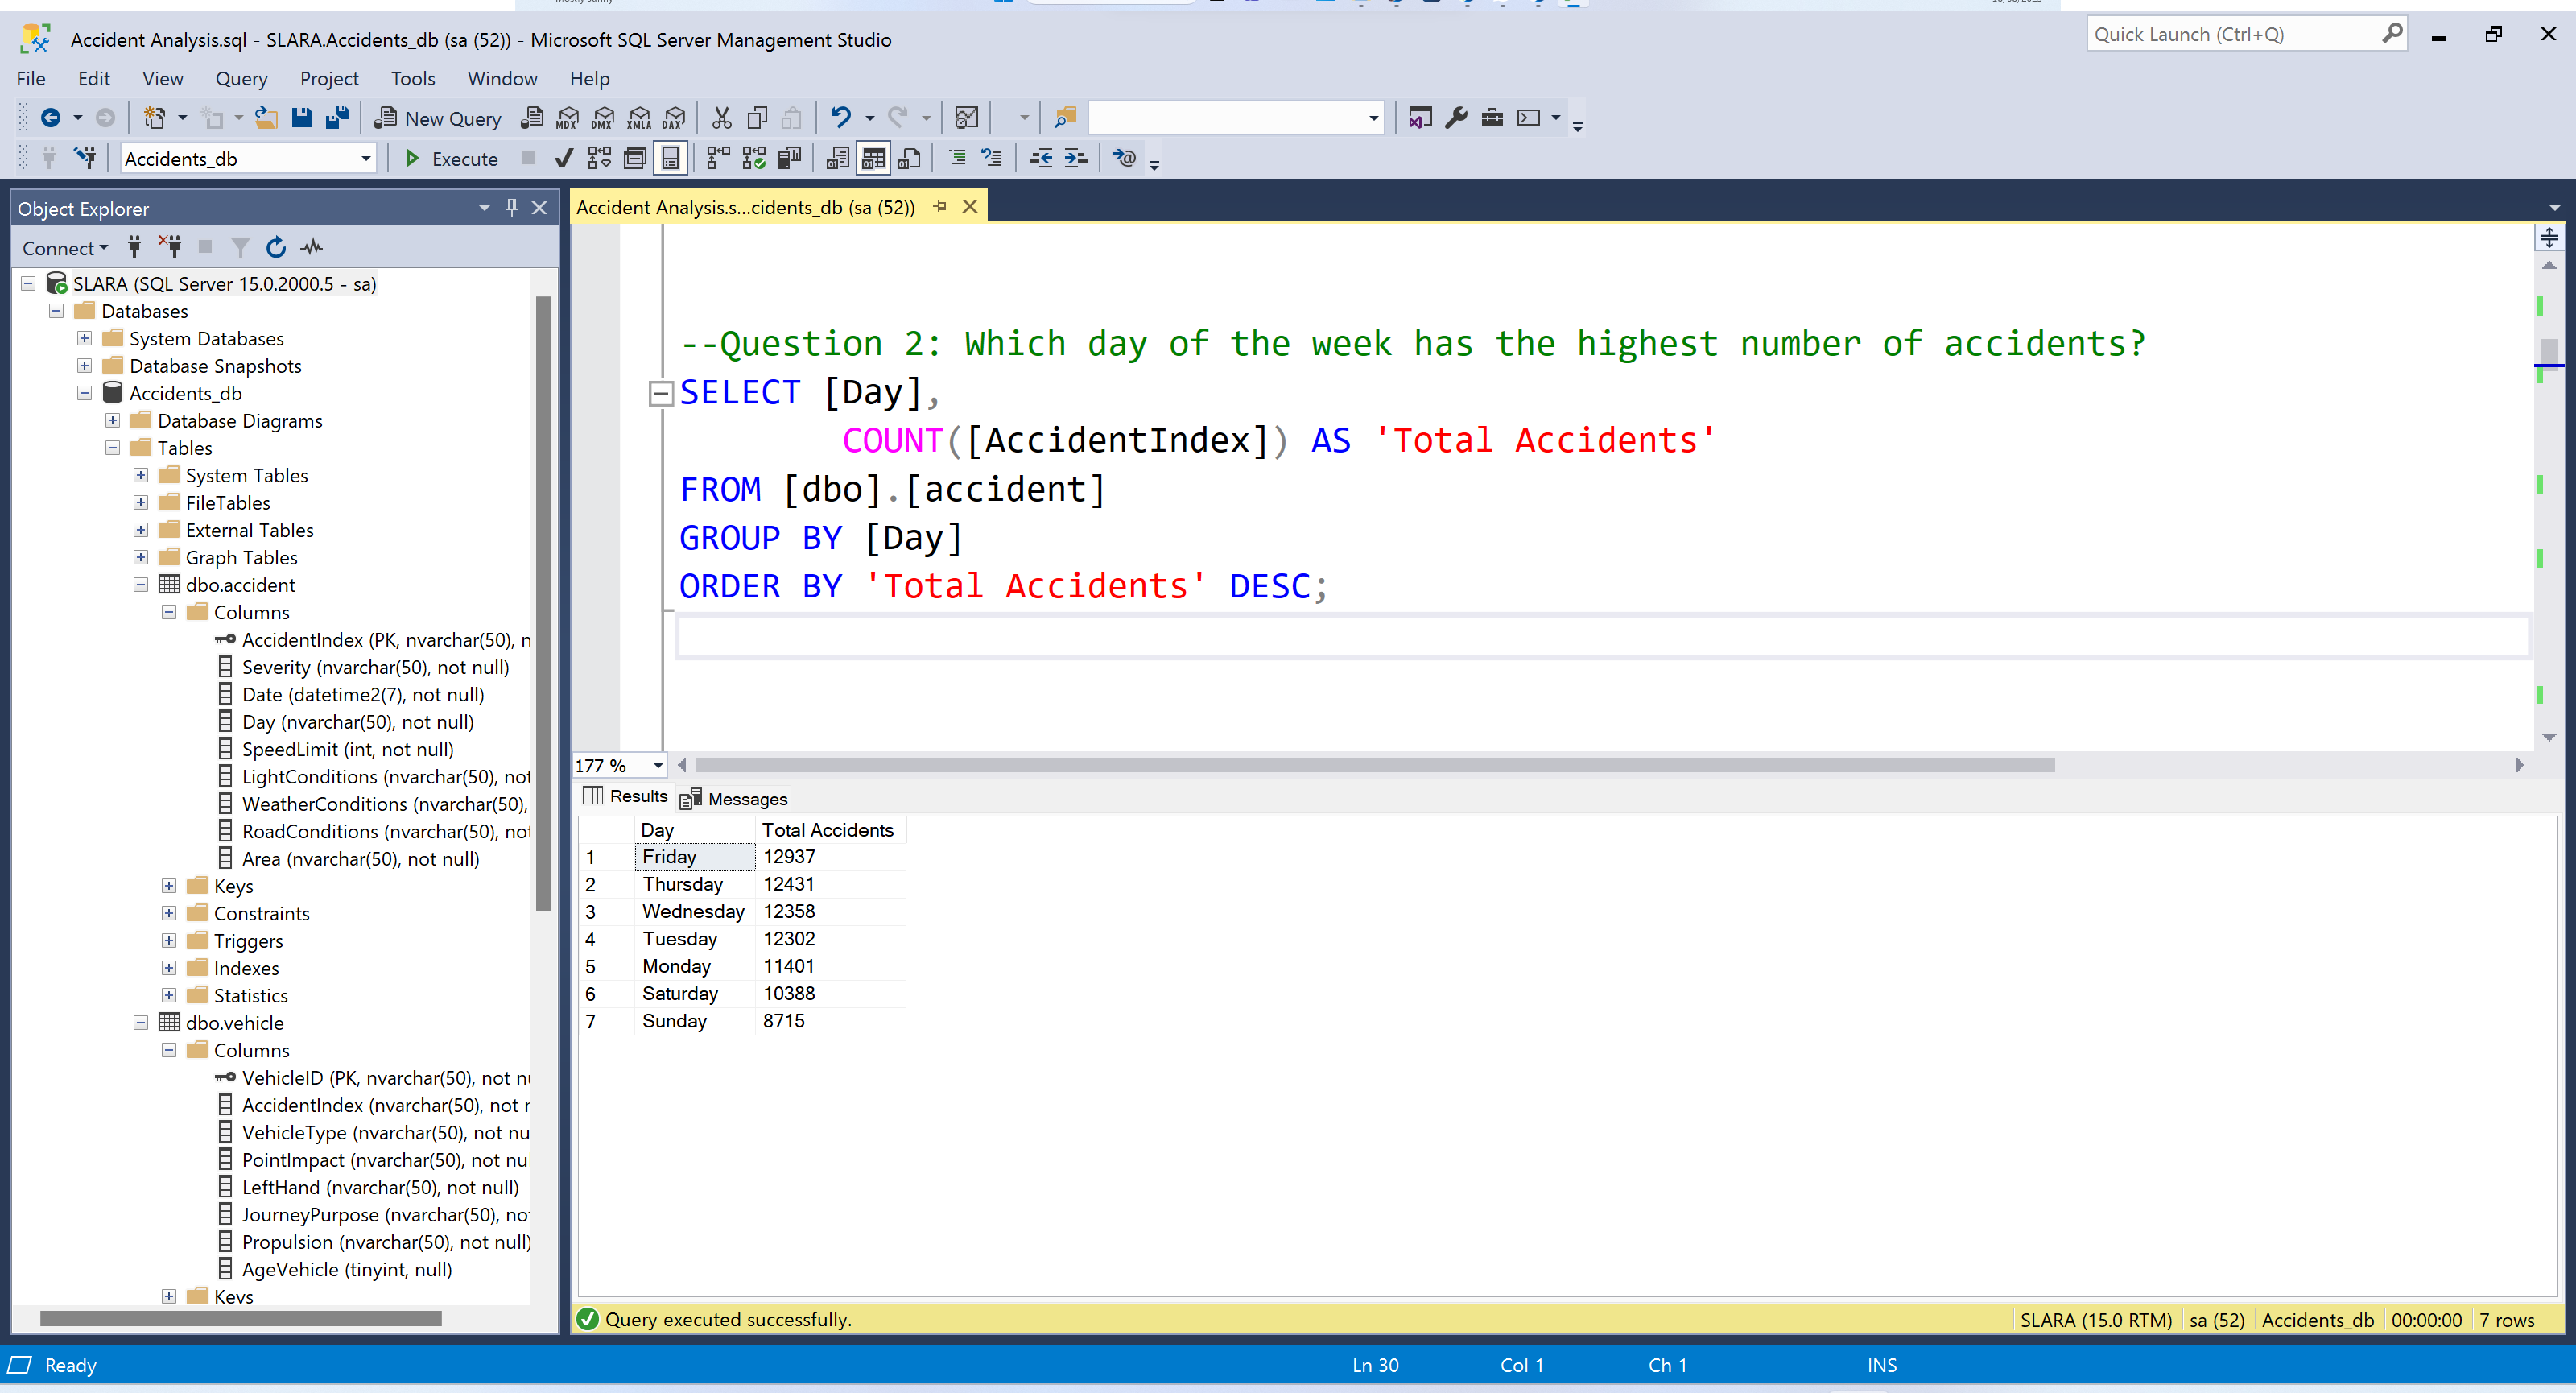 Mostly sunny
Accident Analysis.sql - SLARA.Accidents_db (sa (52)) - Microsoft SQL Server Management Studio
Quick Launch (Ctrl+Q)
File Edit View Query Project Tools Window Help
New Query MDX DMX XMLA DAX
Accidents_db Execute
Object Explorer
Connect
SLARA (SQL Server 15.0.2000.5 - sa)
Databases
System Databases
Database Snapshots
Accidents_db
Database Diagrams
Tables
System Tables
FileTables
External Tables
Graph Tables
dbo.accident
Columns
AccidentIndex (PK, nvarchar(50), n
Severity (nvarchar(50), not null)
Date (datetime2(7), not null)
Day (nvarchar(50), not null)
SpeedLimit (int, not null)
LightConditions (nvarchar(50), not
WeatherConditions (nvarchar(50),
RoadConditions (nvarchar(50), not
Area (nvarchar(50), not null)
Keys
Constraints
Triggers
Indexes
Statistics
dbo.vehicle
Columns
VehicleID (PK, nvarchar(50), not nu
AccidentIndex (nvarchar(50), not n
VehicleType (nvarchar(50), not nu
PointImpact (nvarchar(50), not nu
LeftHand (nvarchar(50), not null)
JourneyPurpose (nvarchar(50), not
Propulsion (nvarchar(50), not null)
AgeVehicle (tinyint, null)
Keys
Accident Analysis.s...cidents_db (sa (52))
--Question 2: Which day of the week has the highest number of accidents?
SELECT [Day],
COUNT([AccidentIndex]) AS 'Total Accidents'
FROM [dbo].[accident]
GROUP BY [Day]
ORDER BY 'Total Accidents' DESC;
177 %
Results Messages
Day Total Accidents
1 Friday 12937
2 Thursday 12431
3 Wednesday 12358
4 Tuesday 12302
5 Monday 11401
6 Saturday 10388
7 Sunday 8715
Query executed successfully.
SLARA (15.0 RTM) sa (52) Accidents_db 00:00:00 7 rows
Ready Ln 30 Col 1 Ch 1 INS